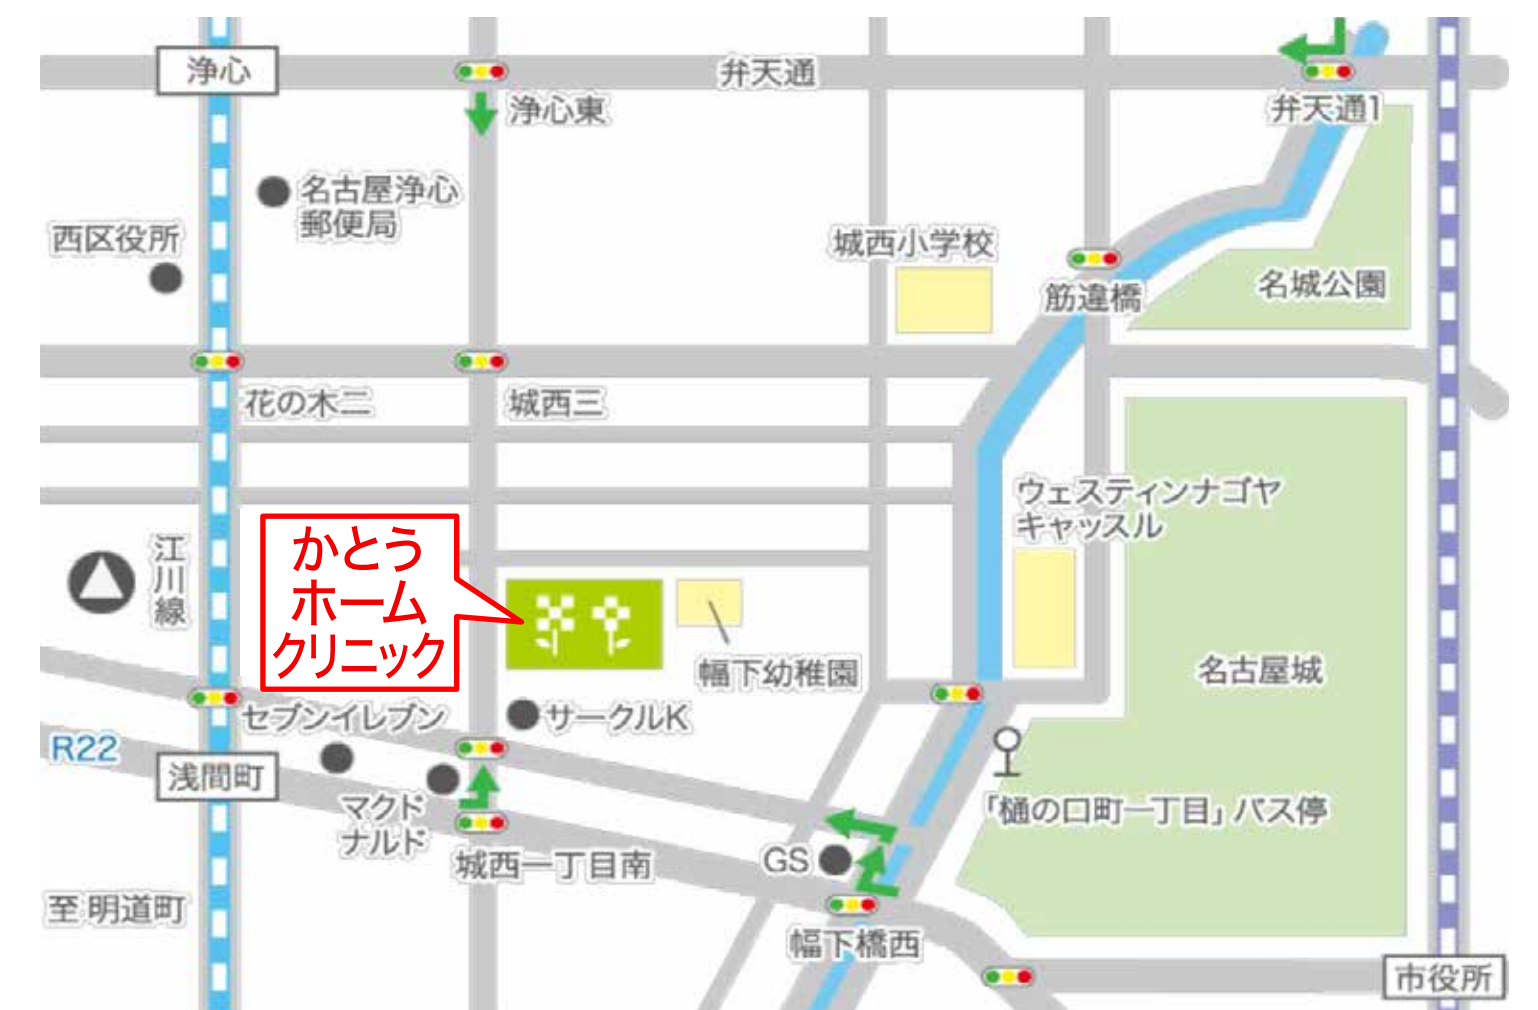 浄心
弁天通
浄心東
弁天通1
名古屋浄心
郵便局
西区役所
城西小学校
筋違橋
名城公園
花の木二
城西三
ウェスティンナゴヤ
キャッスル
江川線
かとう
ホーム
クリニック
幅下幼稚園
名古屋城
セブンイレブン
サークルK
R22
浅間町
マクド
ナルド
「樋の口町一丁目」バス停
城西一丁目南
GS
至 明道町
幅下橋西
市役所